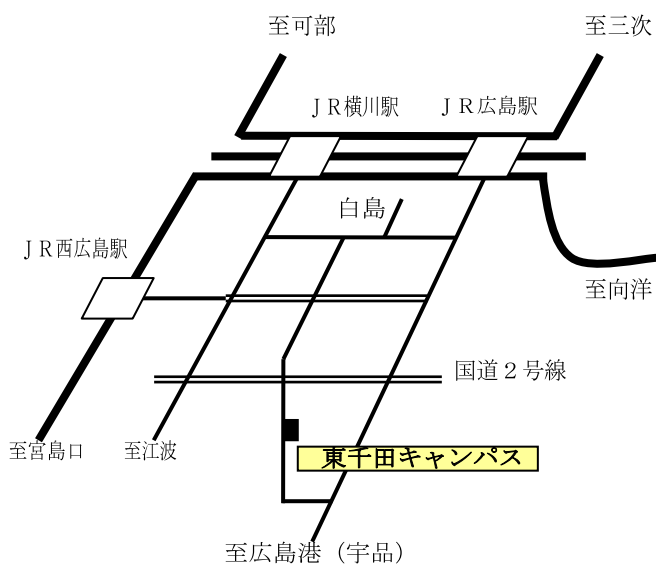 至可部
至三次
ＪＲ横川駅
ＪＲ広島駅
白島
ＪＲ西広島駅
至向洋
国道２号線
至宮島口
至江波
東千田キャンパス
至広島港（宇品）